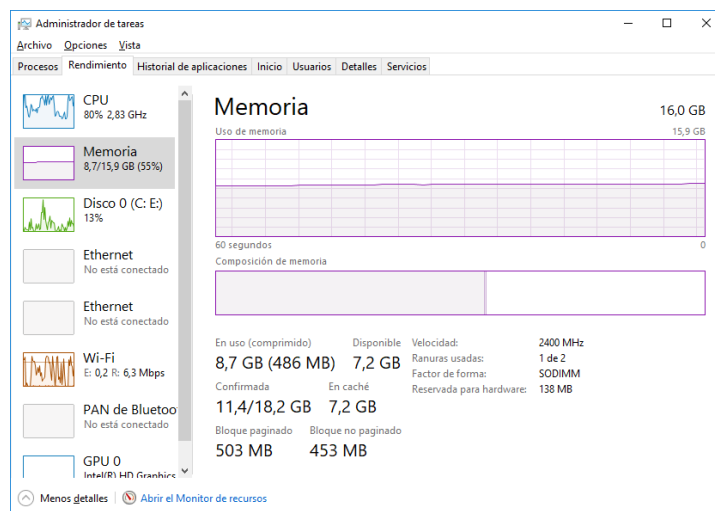 Administrador de tareas
Archivo Opciones Vista
Procesos Rendimiento Historial de aplicaciones Inicio Usuarios Detalles Servicios
CPU
80% 2,83 GHz
Memoria
8,7/15,9 GB (55%)
Disco 0 (C: E:)
13%
Ethernet
No está conectado
Ethernet
No está conectado
Wi-Fi
E: 0,2 R: 6,3 Mbps
PAN de Bluetoo
No está conectado
GPU 0
Intel(R) HD Graphics
Memoria 16,0 GB
Uso de memoria 15,9 GB
60 segundos 0
Composición de memoria
En uso (comprimido) Disponible
8,7 GB (486 MB) 7,2 GB
Confirmada En caché
11,4/18,2 GB 7,2 GB
Bloque paginado Bloque no paginado
503 MB 453 MB
Velocidad: 2400 MHz
Ranuras usadas: 1 de 2
Factor de forma: SODIMM
Reservada para hardware: 138 MB
Menos detalles Abrir el Monitor de recursos